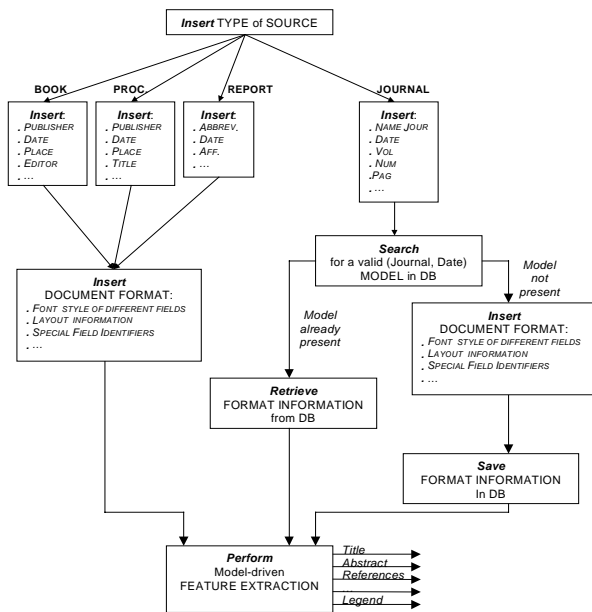 Insert TYPE of SOURCE
BOOK
PROC.
REPORT
JOURNAL
Insert:
. PUBLISHER
. DATE
. PLACE
. EDITOR
. ...
Insert:
. PUBLISHER
. DATE
. PLACE
. TITLE
. ...
Insert:
. ABBREV.
. DATE
. AFF.
. ...
Insert:
. NAME JOUR
. DATE
. VOL
. NUM
.PAG
. ...
Search
for a valid (Journal, Date)
MODEL in DB
Model
not
present
Model
already
present
Insert
DOCUMENT FORMAT:
. FONT STYLE OF DIFFERENT FIELDS
. LAYOUT INFORMATION
. SPECIAL FIELD IDENTIFIERS
. ...
Insert
DOCUMENT FORMAT:
. FONT STYLE OF DIFFERENT FIELDS
. LAYOUT INFORMATION
. SPECIAL FIELD IDENTIFIERS
. ...
Retrieve
FORMAT INFORMATION
from DB
Save
FORMAT INFORMATION
In DB
Perform
Model-driven
FEATURE EXTRACTION
Title
Abstract
References
...
Legend